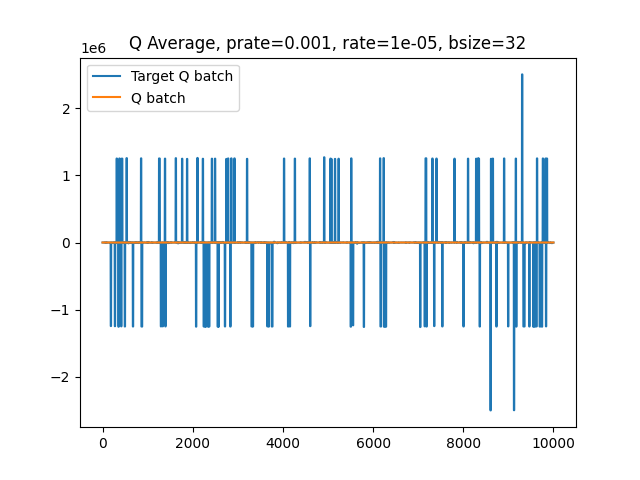 Q Average, prate=0.001, rate=1e-05, bsize=32
1e6
Target Q batch
Q batch
2
1
0
−1
−2
0 2000 4000 6000 8000 10000